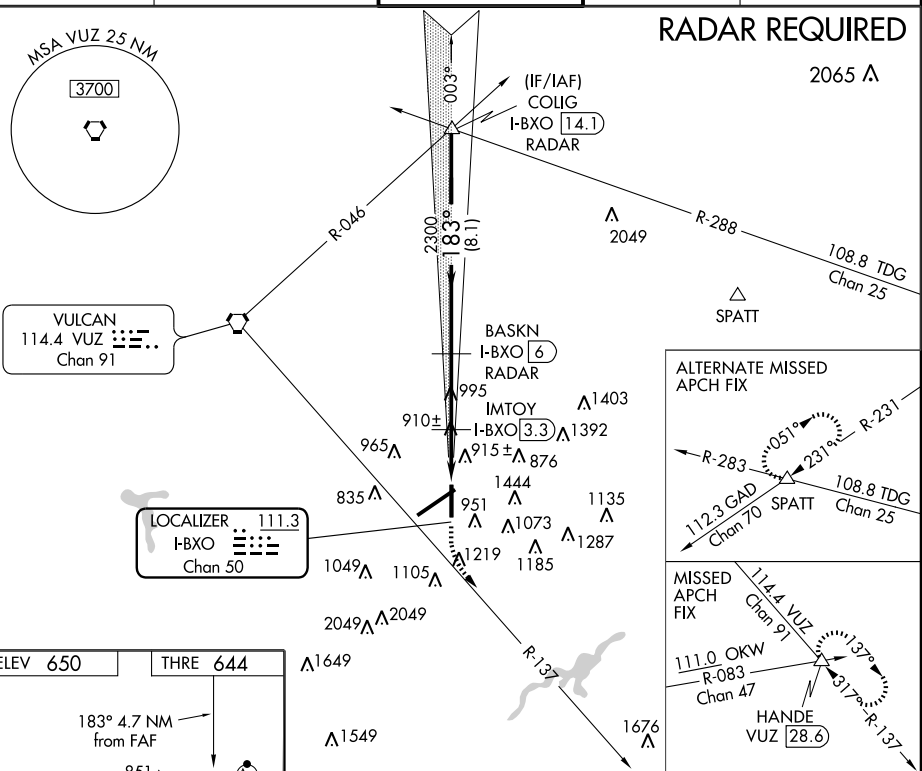 RADAR REQUIRED
MSA VUZ 25 NM
3700
2065
003°
(IF/IAF)
COLIG
I-BXO 14.1
RADAR
R-046
2300
183°
(8.1)
2049
R-288
108.8 TDG
Chan 25
SPATT
VULCAN
114.4 VUZ
Chan 91
BASKN
I-BXO 6
RADAR
995
1403
910±
IMTOY
I-BXO 3.3
1392
965
915±
876
835
1444
951
1135
1073
1287
1219
1185
LOCALIZER 111.3
I-BXO
Chan 50
1049
1105
2049
2049
1649
R-137
1549
1676
ALTERNATE MISSED
APCH FIX
051°
231°
R-231
R-283
108.8 TDG
Chan 25
SPATT
112.3 GAD
Chan 70
MISSED
APCH
FIX
114.4 VUZ
Chan 91
111.0 OKW
R-083
Chan 47
137°
317°
R-137
HANDE
VUZ 28.6
ELEV 650
THRE 644
183° 4.7 NM
from FAF